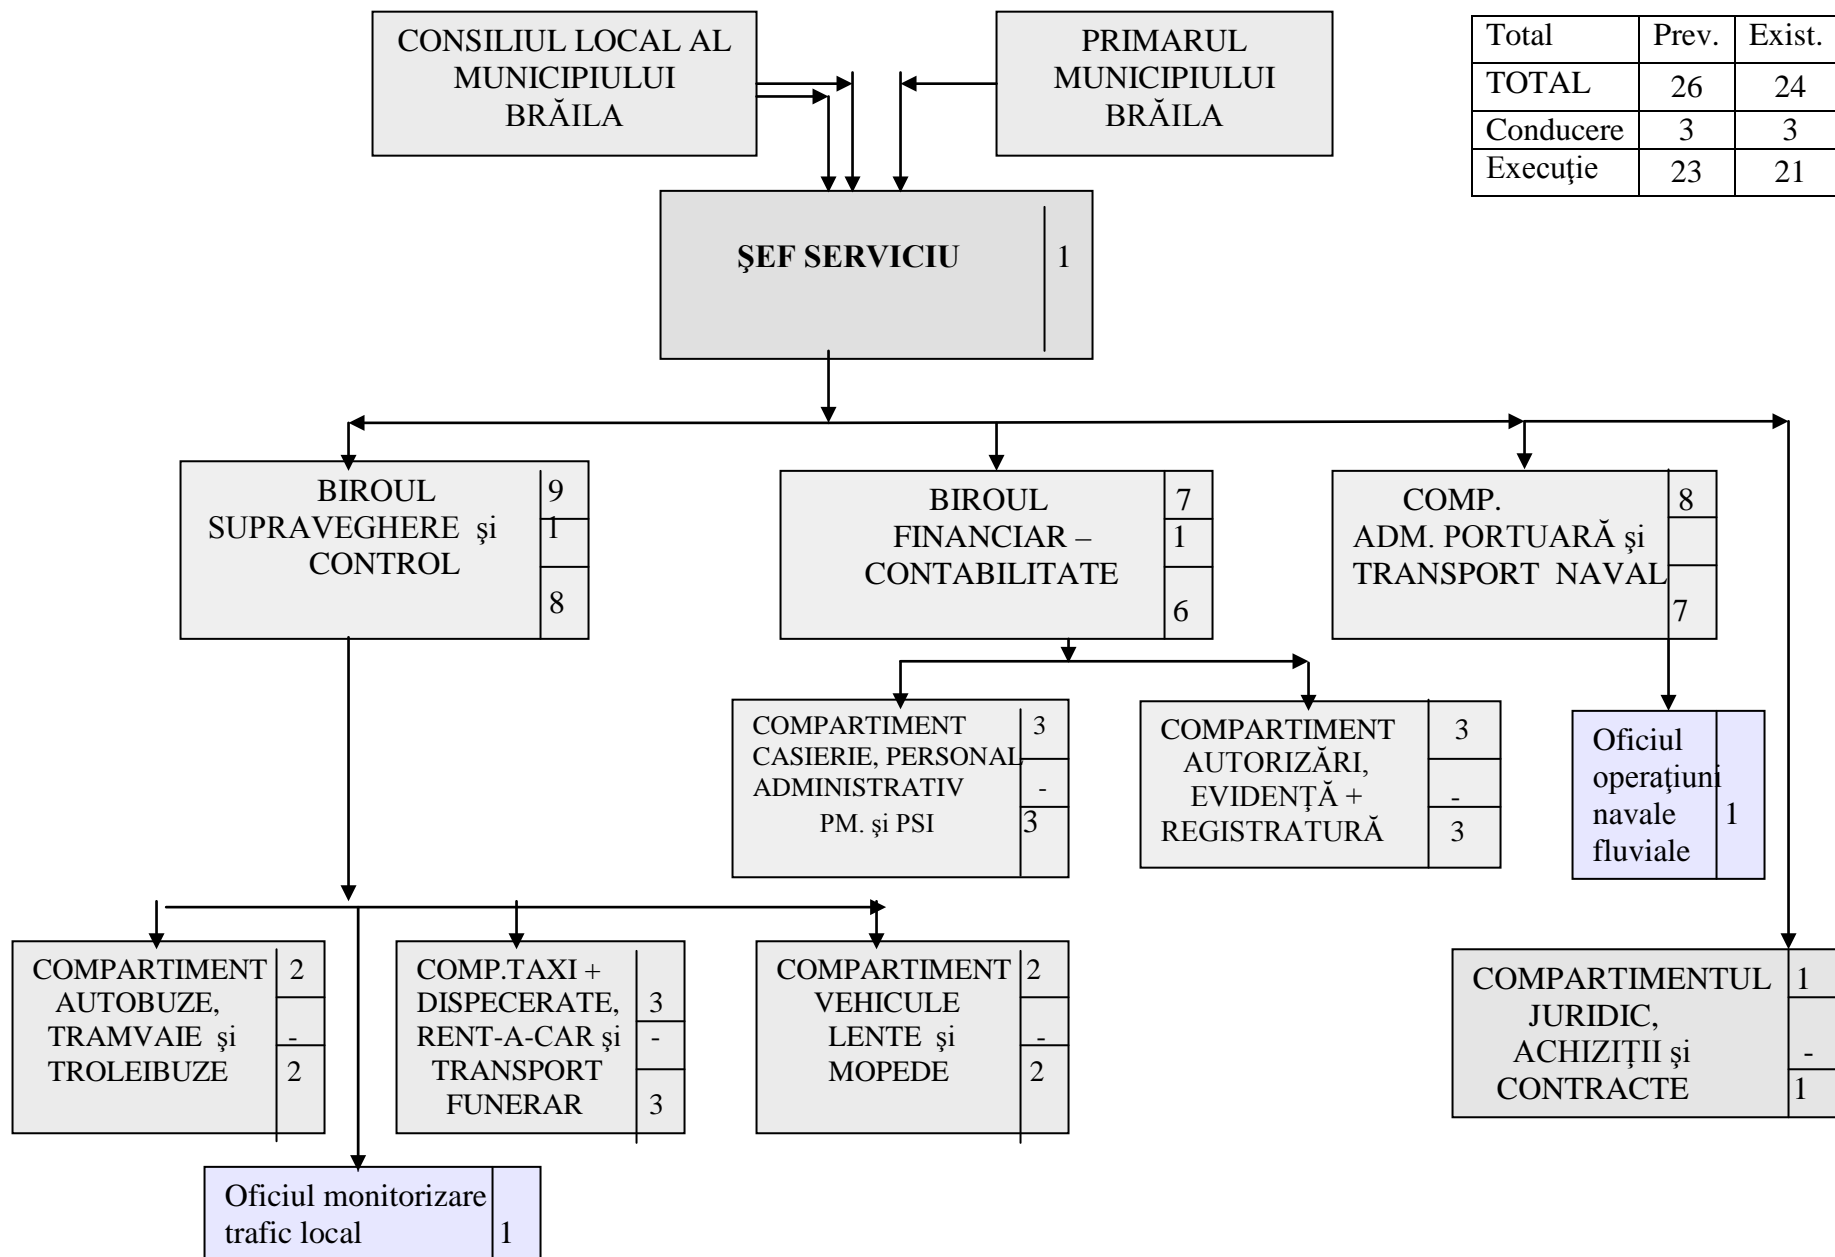 CONSILIUL LOCAL AL
MUNICIPIULUI
BRĂILA
PRIMARUL
MUNICIPIULUI
BRĂILA
Total Prev. Exist.
TOTAL 26 24
Conducere 3 3
Execuţie 23 21
ŞEF SERVICIU 1
BIROUL 9
SUPRAVEGHERE şi 1
CONTROL
8
BIROUL 7
FINANCIAR – 1
CONTABILITATE
6
COMP. 8
ADM. PORTUARĂ şi
TRANSPORT NAVAL
7
COMPARTIMENT 3
CASIERIE, PERSONAL
ADMINISTRATIV -
PM. şi PSI 3
COMPARTIMENT 3
AUTORIZĂRI,
EVIDENŢĂ + -
REGISTRATURĂ 3
Oficiul
operaţiuni
navale 1
fluviale
COMPARTIMENT 2
AUTOBUZE,
TRAMVAIE şi -
TROLEIBUZE 2
COMP.TAXI +
DISPECERATE, 3
RENT-A-CAR şi -
TRANSPORT
FUNERAR 3
COMPARTIMENT 2
VEHICULE
LENTE şi -
MOPEDE 2
COMPARTIMENTUL 1
JURIDIC,
ACHIZIŢII şi -
CONTRACTE 1
Oficiul monitorizare
trafic local 1